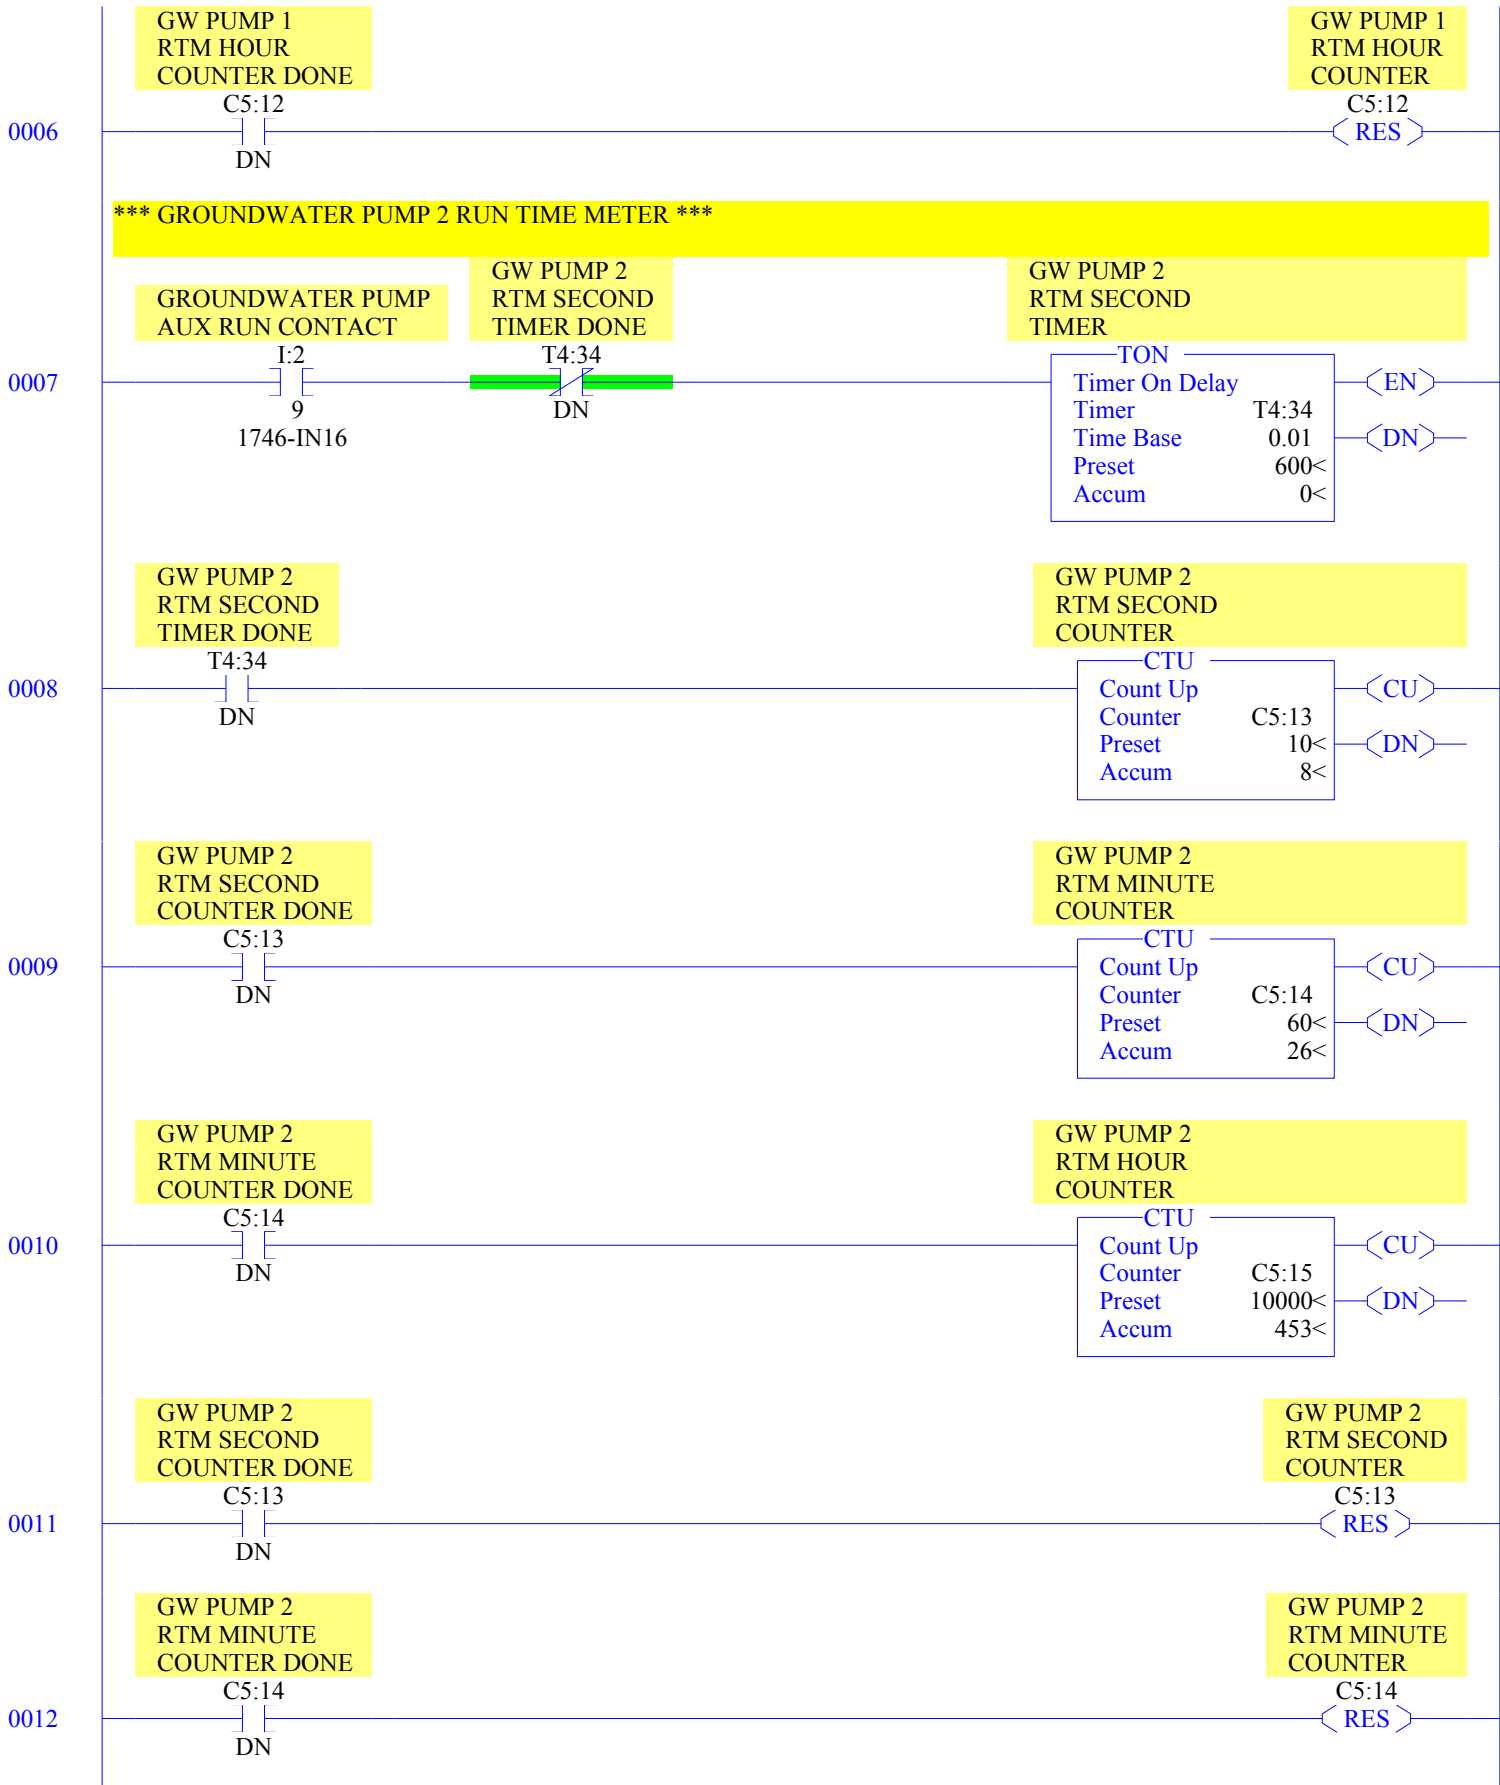 GW PUMP 1
RTM HOUR
COUNTER DONE
C5:12
DN
GW PUMP 1
RTM HOUR
COUNTER
C5:12
RES
0006
*** GROUNDWATER PUMP 2 RUN TIME METER ***
GROUNDWATER PUMP
AUX RUN CONTACT
I:2
9
1746-IN16
GW PUMP 2
RTM SECOND
TIMER DONE
T4:34
DN
GW PUMP 2
RTM SECOND
TIMER
TON
Timer On Delay
Timer T4:34
Time Base 0.01
Preset 600<
Accum 0<
EN
DN
0007
GW PUMP 2
RTM SECOND
TIMER DONE
T4:34
DN
GW PUMP 2
RTM SECOND
COUNTER
CTU
Count Up
Counter C5:13
Preset 10<
Accum 8<
CU
DN
0008
GW PUMP 2
RTM SECOND
COUNTER DONE
C5:13
DN
GW PUMP 2
RTM MINUTE
COUNTER
CTU
Count Up
Counter C5:14
Preset 60<
Accum 26<
CU
DN
0009
GW PUMP 2
RTM MINUTE
COUNTER DONE
C5:14
DN
GW PUMP 2
RTM HOUR
COUNTER
CTU
Count Up
Counter C5:15
Preset 10000<
Accum 453<
CU
DN
0010
GW PUMP 2
RTM SECOND
COUNTER DONE
C5:13
DN
GW PUMP 2
RTM SECOND
COUNTER
C5:13
RES
0011
GW PUMP 2
RTM MINUTE
COUNTER DONE
C5:14
DN
GW PUMP 2
RTM MINUTE
COUNTER
C5:14
RES
0012